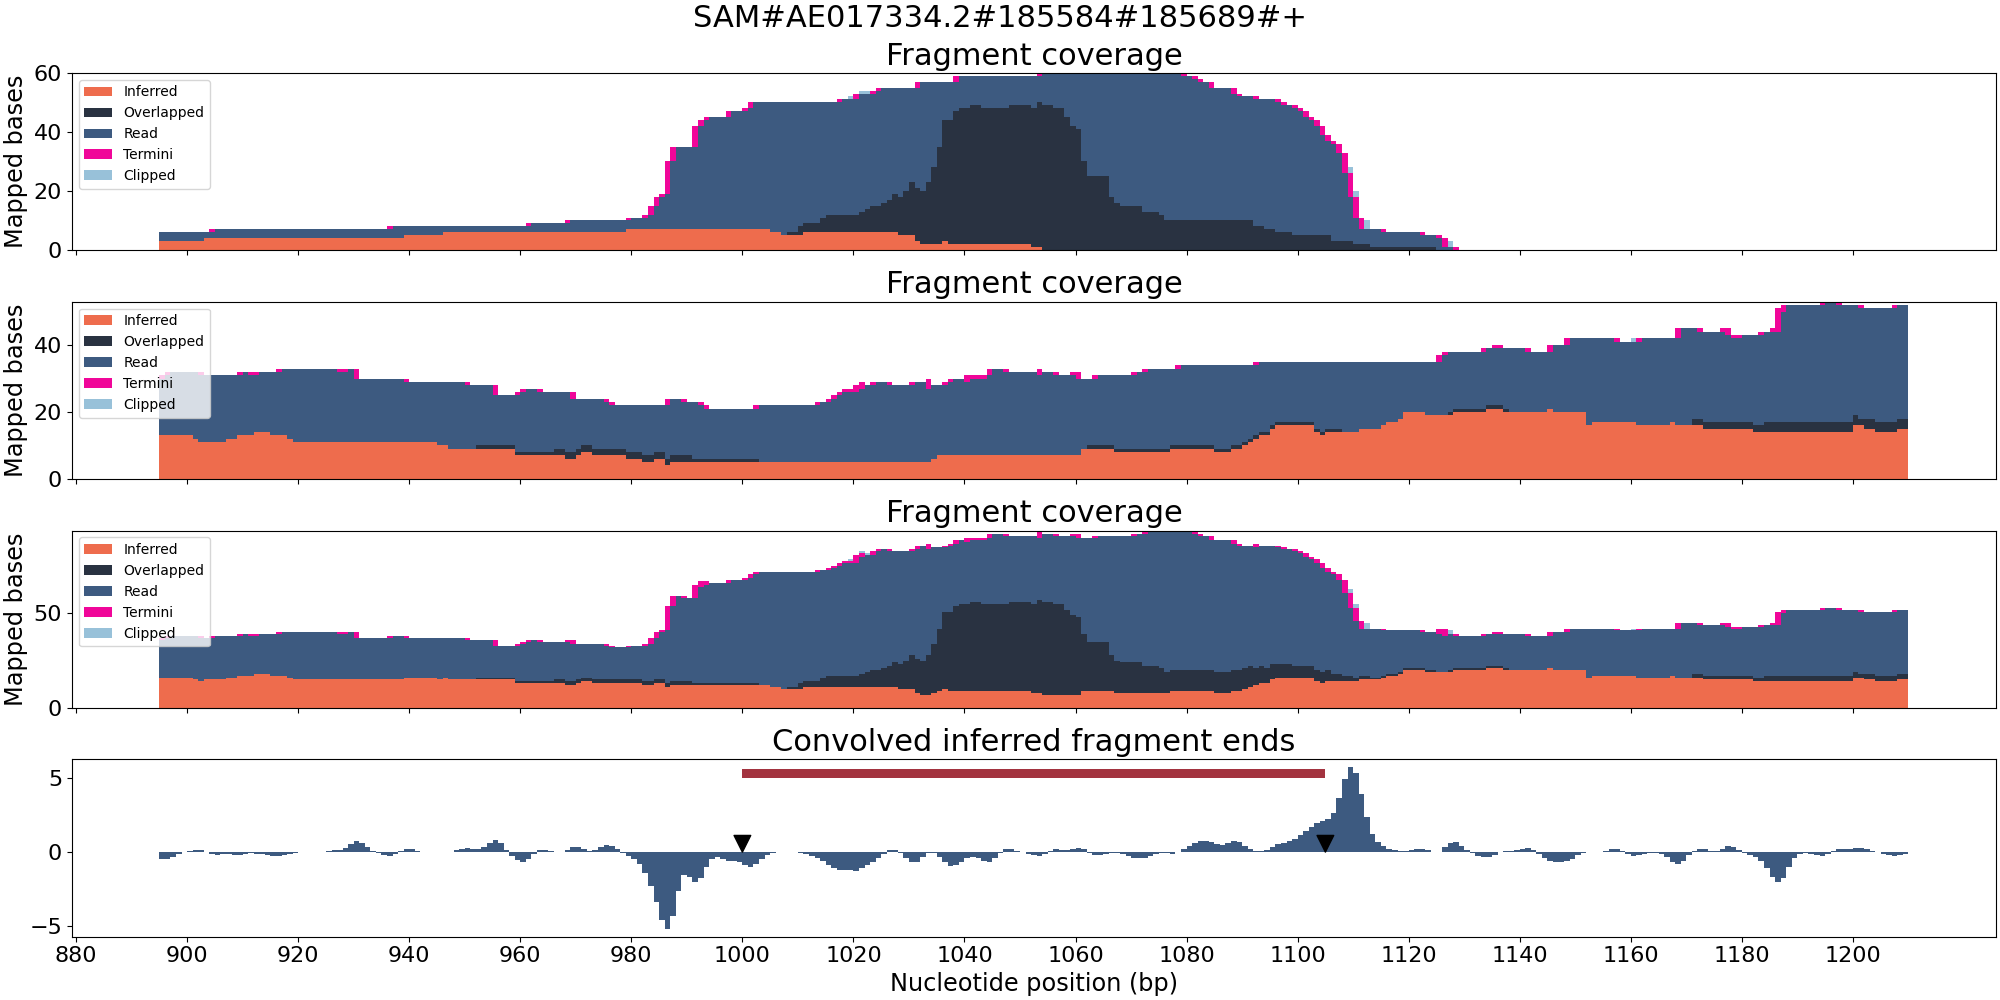 SAM#AE017334.2#185584#185689#+
Fragment coverage
Mapped bases
60
40
20
0
Inferred
Overlapped
Read
Termini
Clipped
Fragment coverage
Mapped bases
40
20
0
Inferred
Overlapped
Read
Termini
Clipped
Fragment coverage
Mapped bases
50
0
Inferred
Overlapped
Read
Termini
Clipped
Convolved inferred fragment ends
5
0
−5
880 900 920 940 960 980 1000 1020 1040 1060 1080 1100 1120 1140 1160 1180 1200
Nucleotide position (bp)